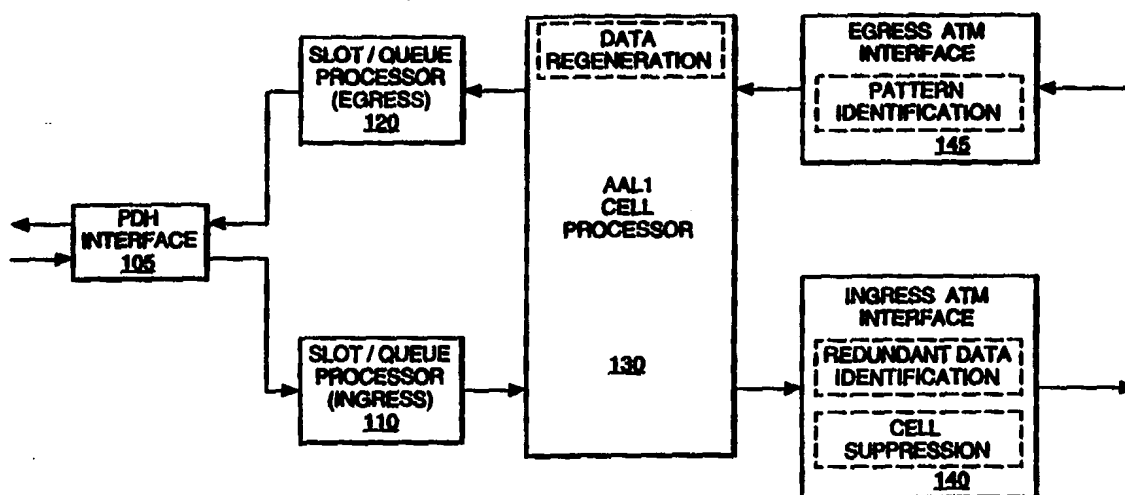 SLOT / QUEUE
PROCESSOR
(EGRESS)
120
DATA
REGENERATION
AAL1
CELL
PROCESSOR
130
EGRESS ATM
INTERFACE
PATTERN
IDENTIFICATION
145
PDH
INTERFACE
105
SLOT / QUEUE
PROCESSOR
(INGRESS)
110
INGRESS ATM
INTERFACE
REDUNDANT DATA
IDENTIFICATION
CELL
SUPPRESSION
140